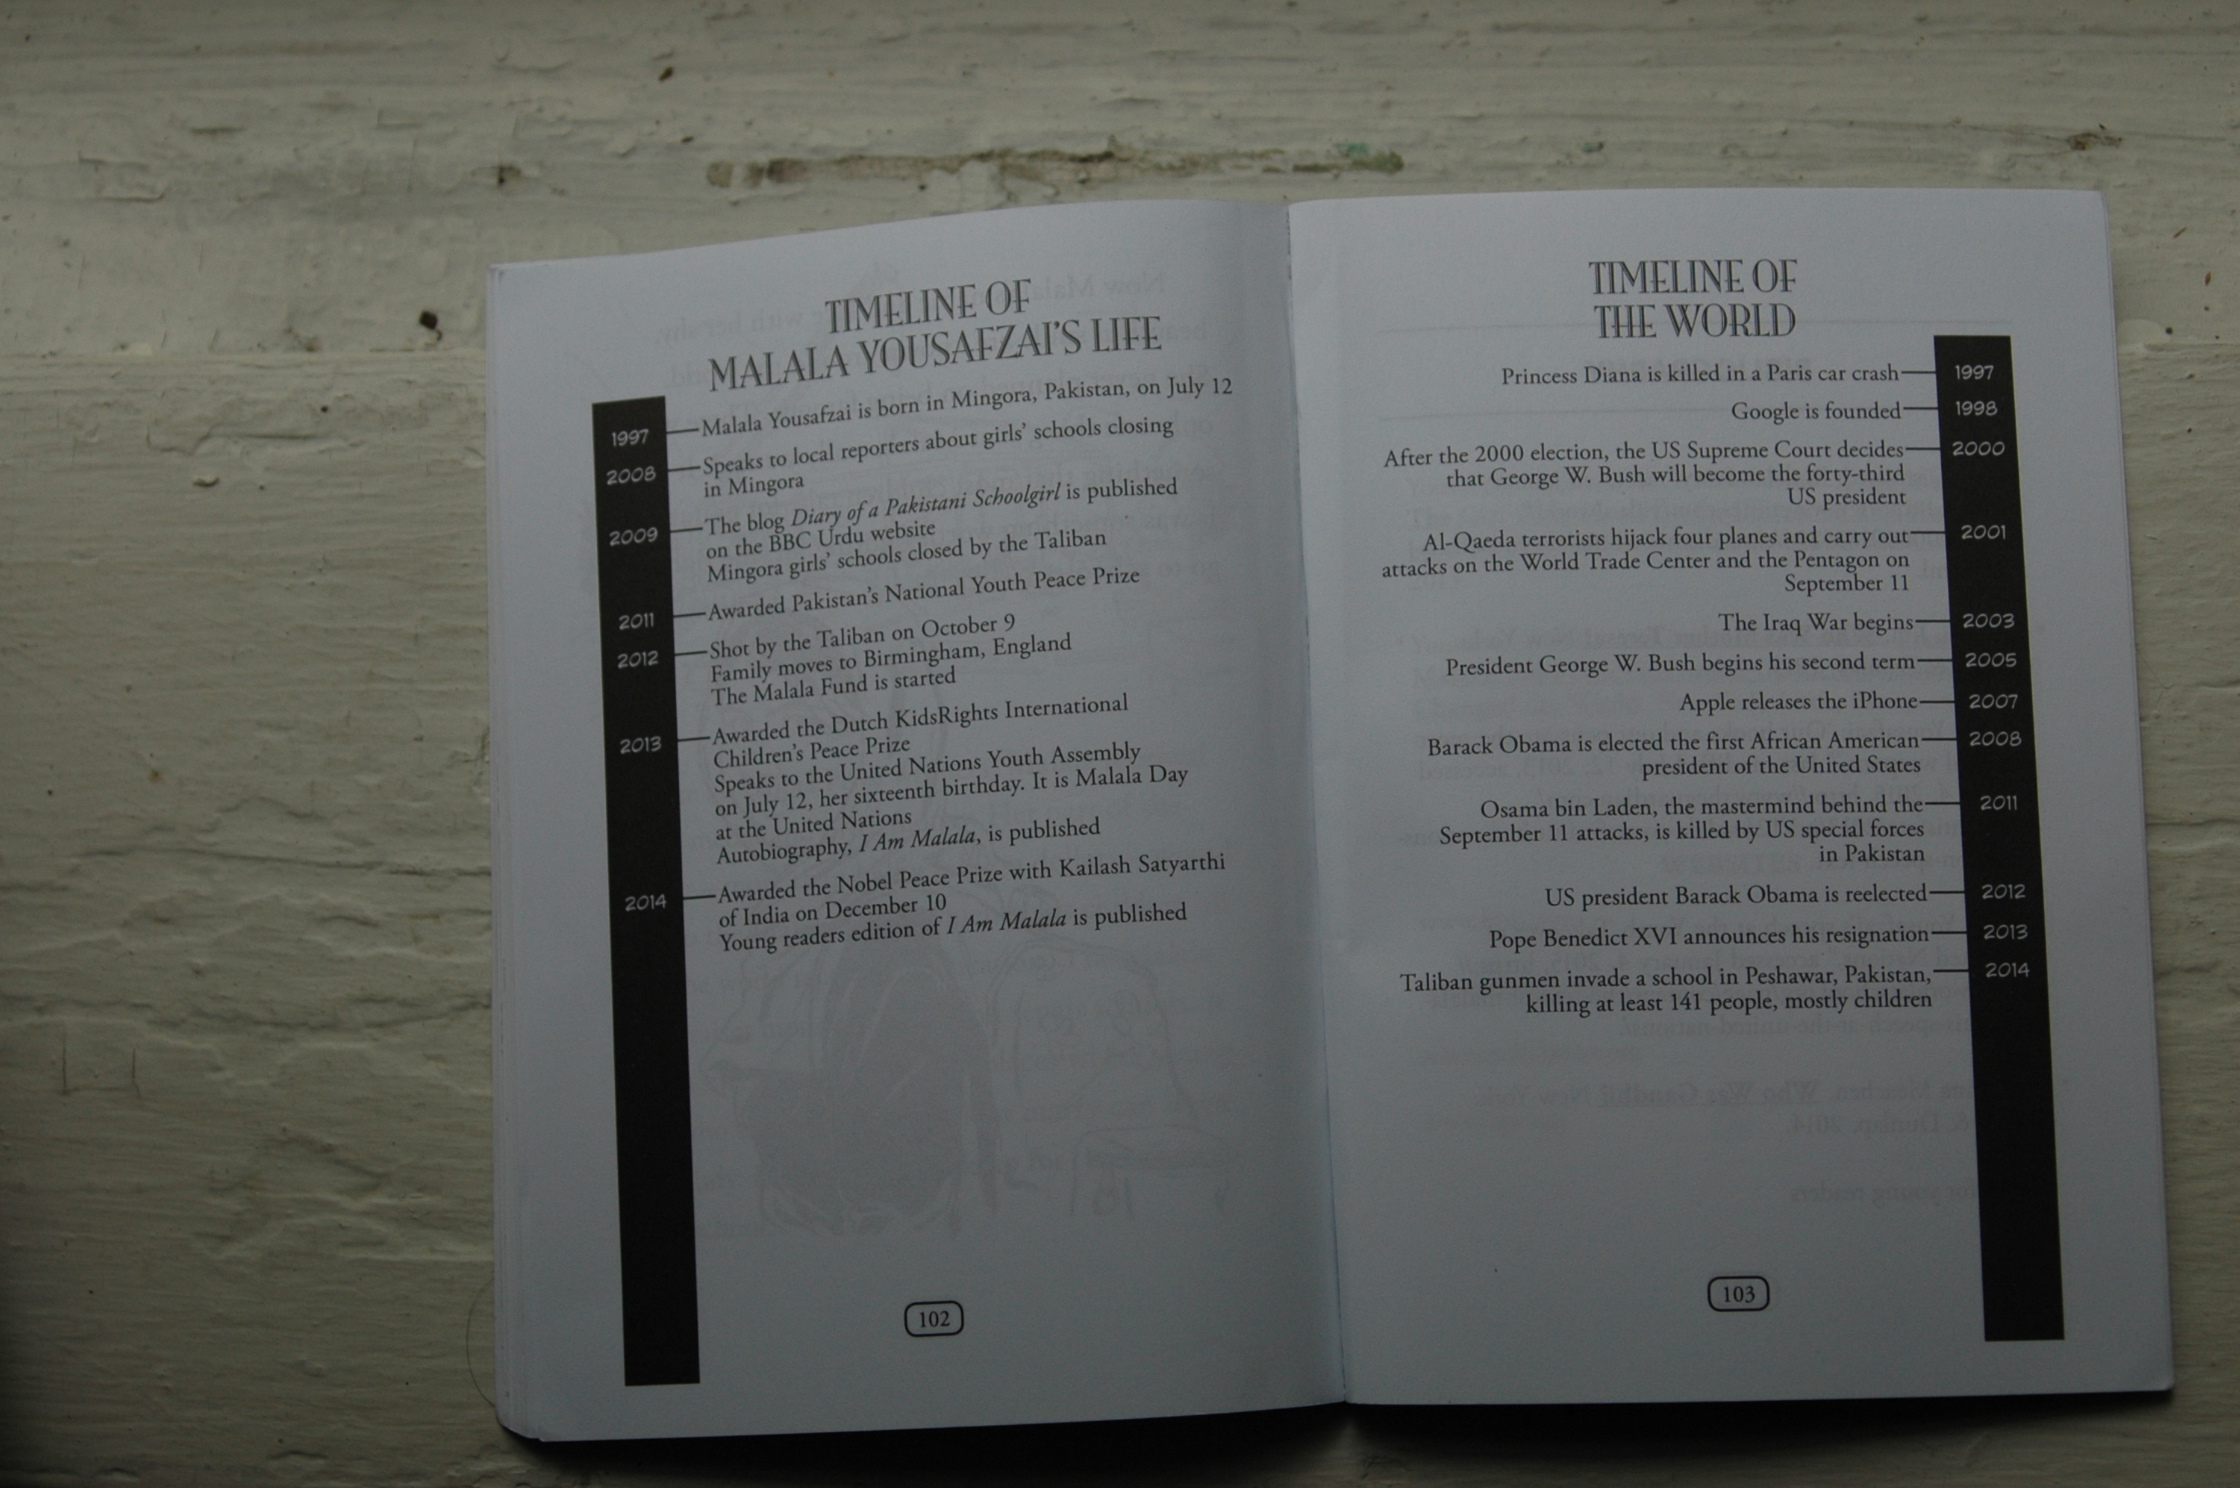 TIMELINE OF
MALALA YOUSAFZAI'S LIFE
1997 Malala Yousafzai is born in Mingora, Pakistan, on July 12
2008 Speaks to local reporters about girls' schools closing
in Mingora
2009 The blog Diary of a Pakistani Schoolgirl is published
on the BBC Urdu website
Mingora girls' schools closed by the Taliban
2011 Awarded Pakistan's National Youth Peace Prize
2012 Shot by the Taliban on October 9
Family moves to Birmingham, England
The Malala Fund is started
2013 Awarded the Dutch KidsRights International
Children's Peace Prize
Speaks to the United Nations Youth Assembly
on July 12, her sixteenth birthday. It is Malala Day
at the United Nations
Autobiography, I Am Malala, is published
2014 Awarded the Nobel Peace Prize with Kailash Satyarthi
of India on December 10
Young readers edition of I Am Malala is published
102
TIMELINE OF
THE WORLD
Princess Diana is killed in a Paris car crash 1997
Google is founded 1998
After the 2000 election, the US Supreme Court decides 2000
that George W. Bush will become the forty-third
US president
Al-Qaeda terrorists hijack four planes and carry out 2001
attacks on the World Trade Center and the Pentagon on
September 11
The Iraq War begins 2003
President George W. Bush begins his second term 2005
Apple releases the iPhone 2007
Barack Obama is elected the first African American 2008
president of the United States
Osama bin Laden, the mastermind behind the 2011
September 11 attacks, is killed by US special forces
in Pakistan
US president Barack Obama is reelected 2012
Pope Benedict XVI announces his resignation 2013
Taliban gunmen invade a school in Peshawar, Pakistan, 2014
killing at least 141 people, mostly children
103